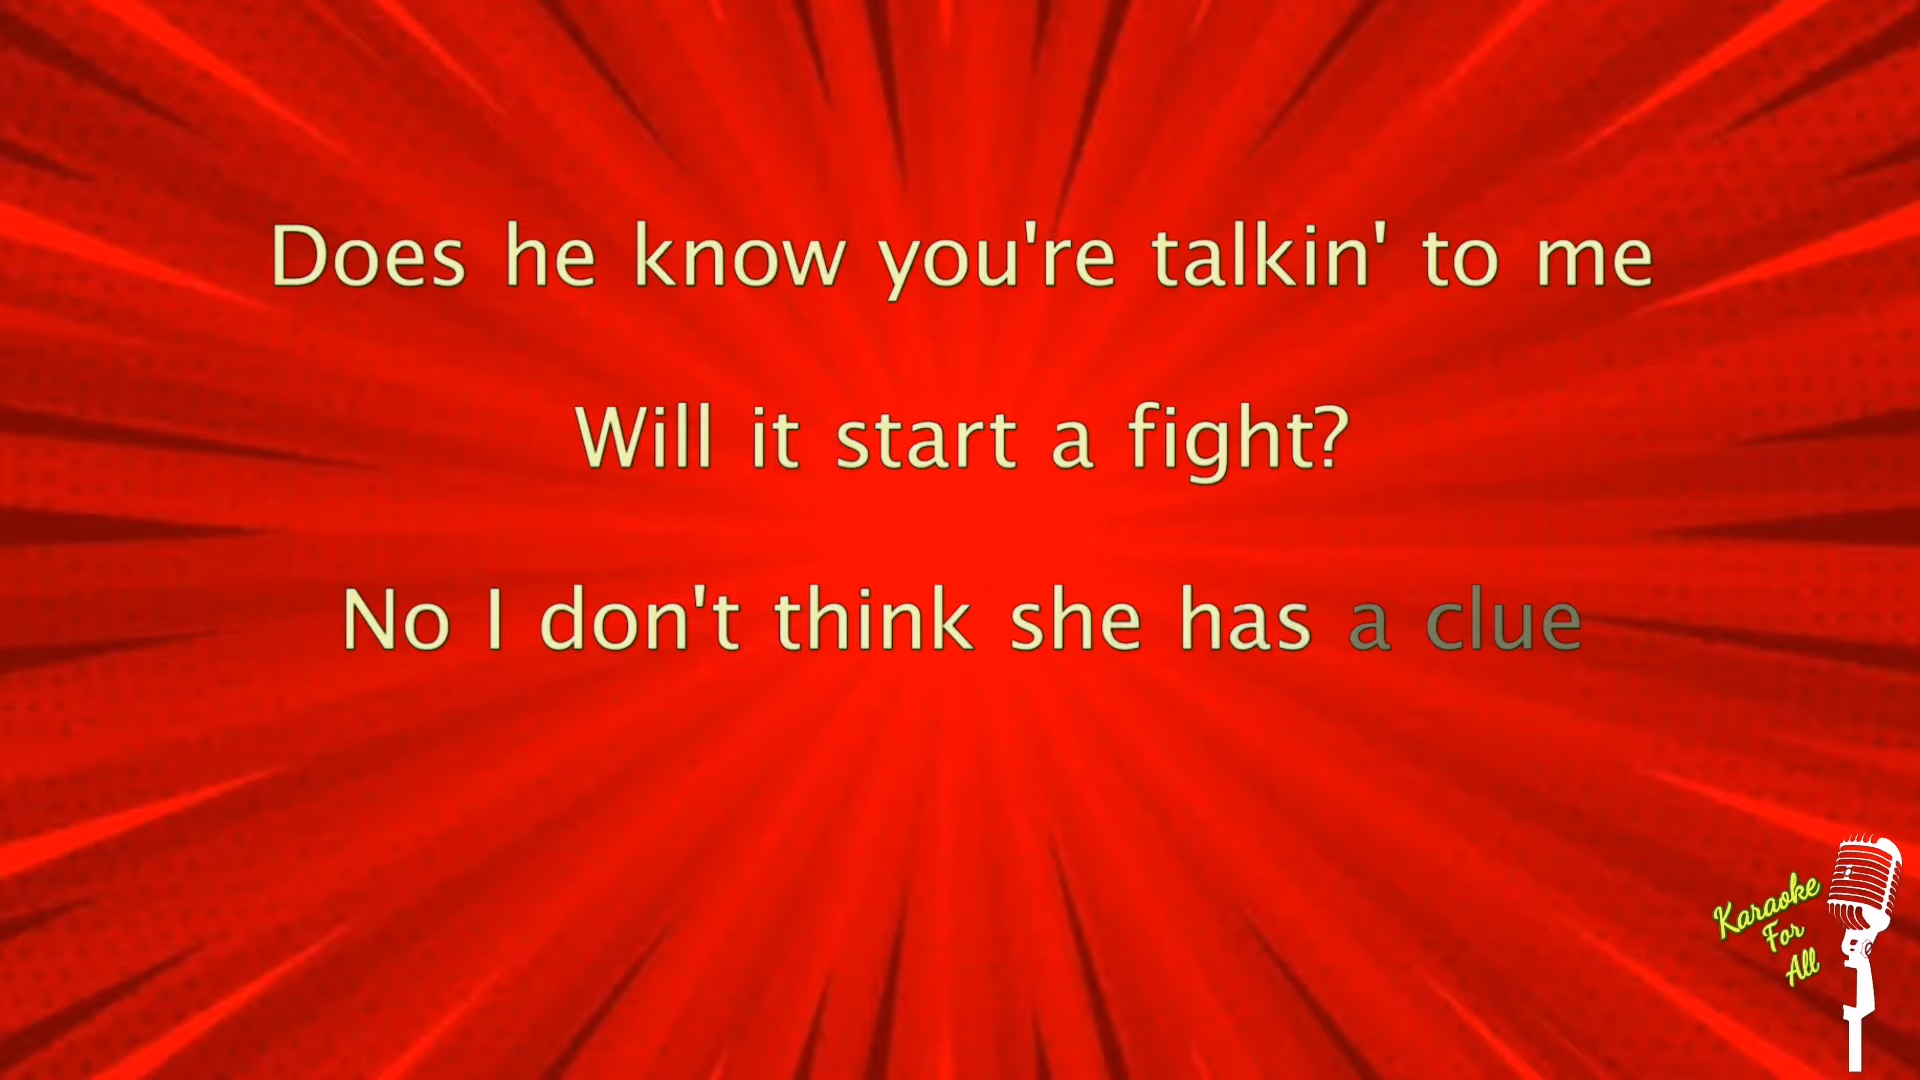 Does he know you're talkin' to me
Will it start a fight?
No I don't think she has a clue
Karaoke
For
All